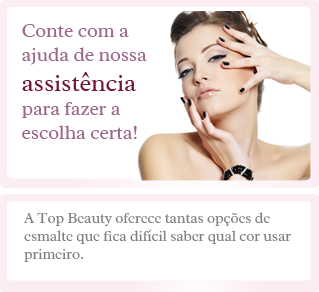 Conte com a
ajuda de nossa
assistência
para fazer a
escolha certa!
A Top Beauty oferece tantas opções de
esmalte que fica difícil saber qual cor usar
primeiro.